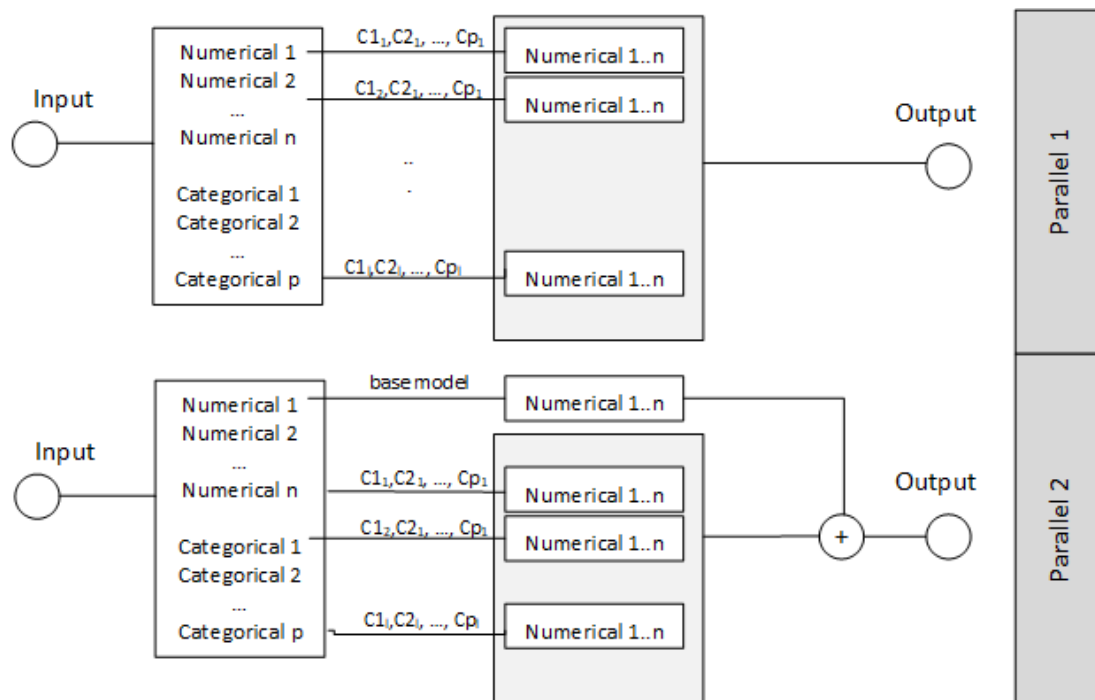 Input
Numerical 1
Numerical 2
...
Numerical n
Categorical 1
Categorical 2
...
Categorical p
C1₁,C2₁, ..., Cp₁
C1₂,C2₁, ..., Cp₁
..
.
C1ₗ,C2ₗ, ..., Cpₗ
Numerical 1..n
Numerical 1..n
Numerical 1..n
Output
Parallel 1
Input
Numerical 1
Numerical 2
...
Numerical n
Categorical 1
Categorical 2
...
Categorical p
base model
C1₁,C2₁, ..., Cp₁
C1₂,C2₁, ..., Cp₁
C1ₗ,C2ₗ, ..., Cpₗ
Numerical 1..n
Numerical 1..n
Numerical 1..n
Numerical 1..n
+
Output
Parallel 2